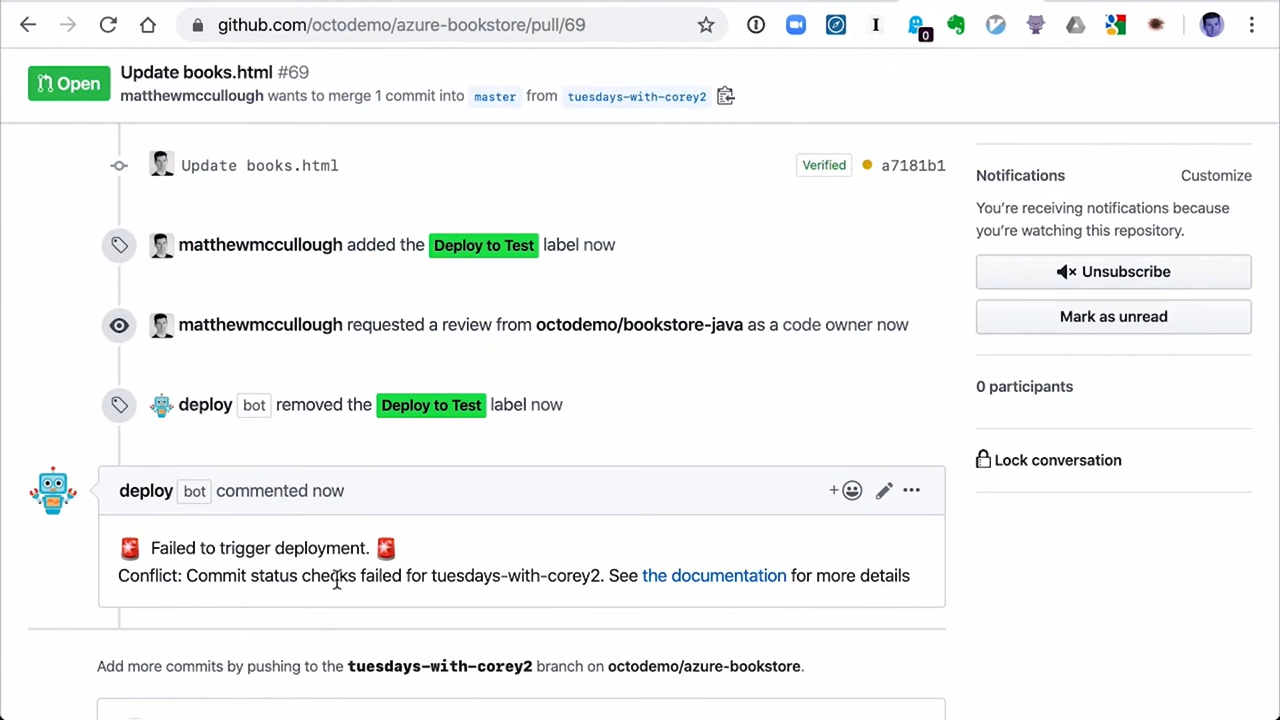 github.com/octodemo/azure-bookstore/pull/69
0
Open
Update books.html #69
matthewmccullough wants to merge 1 commit into master from tuesdays-with-corey2
Update books.html
Verified
a7181b1
matthewmccullough added the Deploy to Test label now
matthewmccullough requested a review from octodemo/bookstore-java as a code owner now
deploy bot removed the Deploy to Test label now
deploy bot commented now
Failed to trigger deployment.
Conflict: Commit status checks failed for tuesdays-with-corey2. See the documentation for more details
Add more commits by pushing to the tuesdays-with-corey2 branch on octodemo/azure-bookstore.
Notifications
Customize
You're receiving notifications because
you're watching this repository.
Unsubscribe
Mark as unread
0 participants
Lock conversation